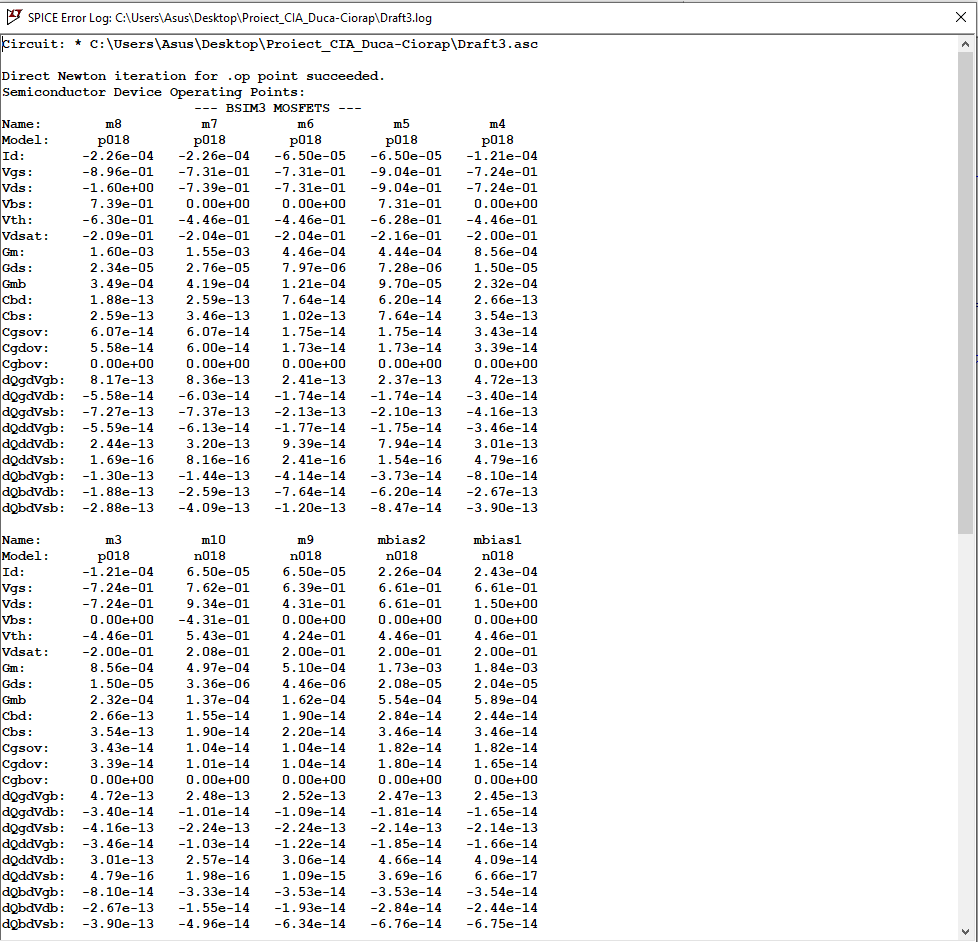 SPICE Error Log: C:\Users\Asus\Desktop\Proiect_CIA_Duca-Ciorap\Draft3.log
Circuit: * C:\Users\Asus\Desktop\Proiect_CIA_Duca-Ciorap\Draft3.asc
Direct Newton iteration for .op point succeeded.
Semiconductor Device Operating Points:
--- BSIM3 MOSFETS ---
Name: m8 m7 m6 m5 m4
Model: p018 p018 p018 p018 p018
Id: -2.26e-04 -2.26e-04 -6.50e-05 -6.50e-05 -1.21e-04
Vgs: -8.96e-01 -7.31e-01 -7.31e-01 -9.04e-01 -7.24e-01
Vds: -1.60e+00 -7.39e-01 -7.31e-01 -9.04e-01 -7.24e-01
Vbs: 7.39e-01 0.00e+00 0.00e+00 7.31e-01 0.00e+00
Vth: -6.30e-01 -4.46e-01 -4.46e-01 -6.28e-01 -4.46e-01
Vdsat: -2.09e-01 -2.04e-01 -2.04e-01 -2.16e-01 -2.00e-01
Gm: 1.60e-03 1.55e-03 4.46e-04 4.44e-04 8.56e-04
Gds: 2.34e-05 2.76e-05 7.97e-06 7.28e-06 1.50e-05
Gmb 3.49e-04 4.19e-04 1.21e-04 9.70e-05 2.32e-04
Cbd: 1.88e-13 2.59e-13 7.64e-14 6.20e-14 2.66e-13
Cbs: 2.59e-13 3.46e-13 1.02e-13 7.64e-14 3.54e-13
Cgsov: 6.07e-14 6.07e-14 1.75e-14 1.75e-14 3.43e-14
Cgdov: 5.58e-14 6.00e-14 1.73e-14 1.73e-14 3.39e-14
Cgbov: 0.00e+00 0.00e+00 0.00e+00 0.00e+00 0.00e+00
dQgdVgb: 8.17e-13 8.36e-13 2.41e-13 2.37e-13 4.72e-13
dQgdVdb: -5.58e-14 -6.03e-14 -1.74e-14 -1.74e-14 -3.40e-14
dQgdVsb: -7.27e-13 -7.37e-13 -2.13e-13 -2.10e-13 -4.16e-13
dQddVgb: -5.59e-14 -6.13e-14 -1.77e-14 -1.75e-14 -3.46e-14
dQddVdb: 2.44e-13 3.20e-13 9.39e-14 7.94e-14 3.01e-13
dQddVsb: 1.69e-16 8.16e-16 2.41e-16 1.54e-16 4.79e-16
dQbdVgb: -1.30e-13 -1.44e-13 -4.14e-14 -3.73e-14 -8.10e-14
dQbdVdb: -1.88e-13 -2.59e-13 -7.64e-14 -6.20e-14 -2.67e-13
dQbdVsb: -2.88e-13 -4.09e-13 -1.20e-13 -8.47e-14 -3.90e-13
Name: m3 m10 m9 mbias2 mbias1
Model: p018 n018 n018 n018 n018
Id: -1.21e-04 6.50e-05 6.50e-05 2.26e-04 2.43e-04
Vgs: -7.24e-01 7.62e-01 6.39e-01 6.61e-01 6.61e-01
Vds: -7.24e-01 9.34e-01 4.31e-01 6.61e-01 1.50e+00
Vbs: 0.00e+00 -4.31e-01 0.00e+00 0.00e+00 0.00e+00
Vth: -4.46e-01 5.43e-01 4.24e-01 4.46e-01 4.46e-01
Vdsat: -2.00e-01 2.08e-01 2.00e-01 2.00e-01 2.00e-01
Gm: 8.56e-04 4.97e-04 5.10e-04 1.73e-03 1.84e-03
Gds: 1.50e-05 3.36e-06 4.46e-06 2.08e-05 2.04e-05
Gmb 2.32e-04 1.37e-04 1.62e-04 5.54e-04 5.89e-04
Cbd: 2.66e-13 1.55e-14 1.90e-14 2.84e-14 2.44e-14
Cbs: 3.54e-13 1.90e-14 2.20e-14 3.46e-14 3.46e-14
Cgsov: 3.43e-14 1.04e-14 1.04e-14 1.82e-14 1.82e-14
Cgdov: 3.39e-14 1.01e-14 1.04e-14 1.80e-14 1.65e-14
Cgbov: 0.00e+00 0.00e+00 0.00e+00 0.00e+00 0.00e+00
dQgdVgb: 4.72e-13 2.48e-13 2.52e-13 2.47e-13 2.45e-13
dQgdVdb: -3.40e-14 -1.01e-14 -1.09e-14 -1.81e-14 -1.65e-14
dQgdVsb: -4.16e-13 -2.24e-13 -2.24e-13 -2.14e-13 -2.14e-13
dQddVgb: -3.46e-14 -1.03e-14 -1.22e-14 -1.85e-14 -1.66e-14
dQddVdb: 3.01e-13 2.57e-14 3.06e-14 4.66e-14 4.09e-14
dQddVsb: 4.79e-16 1.98e-16 1.09e-15 3.69e-16 6.66e-17
dQbdVgb: -8.10e-14 -3.33e-14 -3.53e-14 -3.53e-14 -3.54e-14
dQbdVdb: -2.67e-13 -1.55e-14 -1.93e-14 -2.84e-14 -2.44e-14
dQbdVsb: -3.90e-13 -4.96e-14 -6.34e-14 -6.76e-14 -6.75e-14